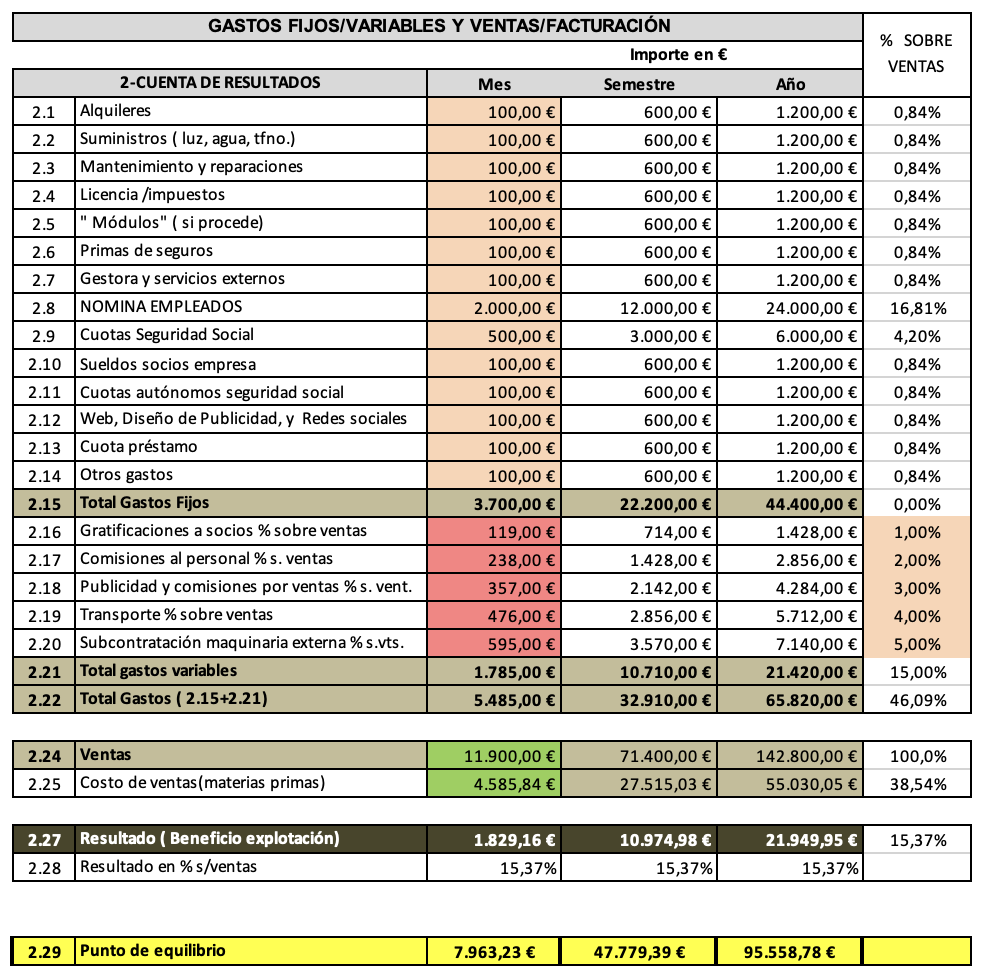 GASTOS FIJOS/VARIABLES Y VENTAS/FACTURACIÓN
% SOBRE VENTAS
Importe en €
2-CUENTA DE RESULTADOS Mes Semestre Año
2.1 Alquileres 100,00 € 600,00 € 1.200,00 € 0,84%
2.2 Suministros ( luz, agua, tfno.) 100,00 € 600,00 € 1.200,00 € 0,84%
2.3 Mantenimiento y reparaciones 100,00 € 600,00 € 1.200,00 € 0,84%
2.4 Licencia /impuestos 100,00 € 600,00 € 1.200,00 € 0,84%
2.5 " Módulos" ( si procede) 100,00 € 600,00 € 1.200,00 € 0,84%
2.6 Primas de seguros 100,00 € 600,00 € 1.200,00 € 0,84%
2.7 Gestora y servicios externos 100,00 € 600,00 € 1.200,00 € 0,84%
2.8 NOMINA EMPLEADOS 2.000,00 € 12.000,00 € 24.000,00 € 16,81%
2.9 Cuotas Seguridad Social 500,00 € 3.000,00 € 6.000,00 € 4,20%
2.10 Sueldos socios empresa 100,00 € 600,00 € 1.200,00 € 0,84%
2.11 Cuotas autónomos seguridad social 100,00 € 600,00 € 1.200,00 € 0,84%
2.12 Web, Diseño de Publicidad, y Redes sociales 100,00 € 600,00 € 1.200,00 € 0,84%
2.13 Cuota préstamo 100,00 € 600,00 € 1.200,00 € 0,84%
2.14 Otros gastos 100,00 € 600,00 € 1.200,00 € 0,84%
2.15 Total Gastos Fijos 3.700,00 € 22.200,00 € 44.400,00 € 0,00%
2.16 Gratificaciones a socios % sobre ventas 119,00 € 714,00 € 1.428,00 € 1,00%
2.17 Comisiones al personal % s. ventas 238,00 € 1.428,00 € 2.856,00 € 2,00%
2.18 Publicidad y comisiones por ventas % s. vent. 357,00 € 2.142,00 € 4.284,00 € 3,00%
2.19 Transporte % sobre ventas 476,00 € 2.856,00 € 5.712,00 € 4,00%
2.20 Subcontratación maquinaria externa % s.vts. 595,00 € 3.570,00 € 7.140,00 € 5,00%
2.21 Total gastos variables 1.785,00 € 10.710,00 € 21.420,00 € 15,00%
2.22 Total Gastos ( 2.15+2.21) 5.485,00 € 32.910,00 € 65.820,00 € 46,09%
2.24 Ventas 11.900,00 € 71.400,00 € 142.800,00 € 100,0%
2.25 Costo de ventas(materias primas) 4.585,84 € 27.515,03 € 55.030,05 € 38,54%
2.27 Resultado ( Beneficio explotación) 1.829,16 € 10.974,98 € 21.949,95 € 15,37%
2.28 Resultado en % s/ventas 15,37% 15,37% 15,37%
2.29 Punto de equilibrio 7.963,23 € 47.779,39 € 95.558,78 €